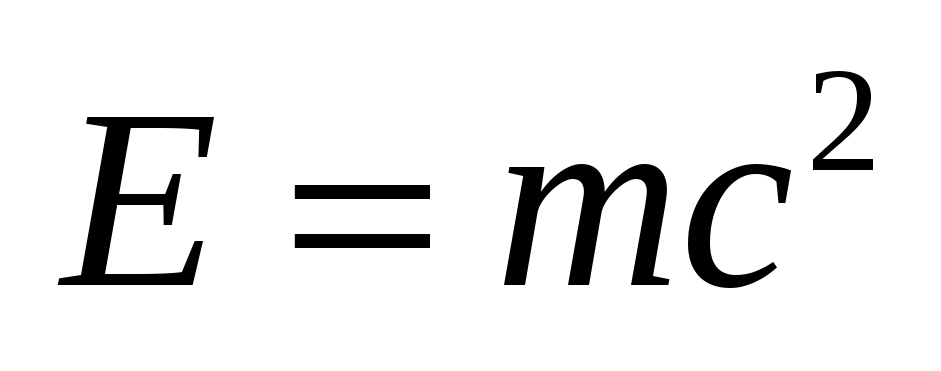 E = mc²